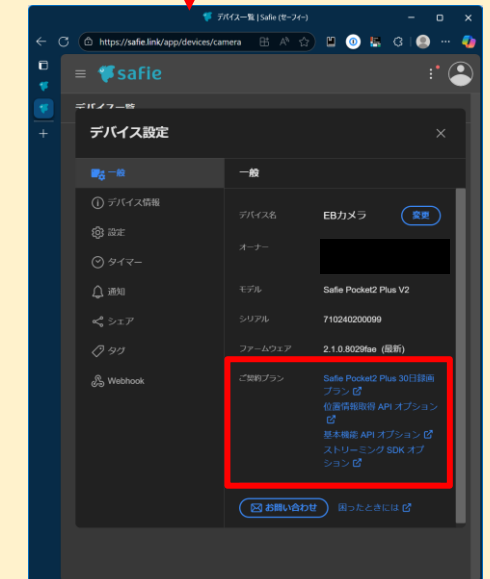 デバイス一覧 | Safie (セーフィー)
https://safie.link/app/devices/camera
safie
デバイス一覧
デバイス設定
一般
デバイス情報
設定
タイマー
通知
シェア
タグ
Webhook
一般
デバイス名 EBカメラ 変更
オーナー
モデル Safie Pocket2 Plus V2
シリアル 710240200099
ファームウェア 2.1.0.8029fae (最新)
ご契約プラン Safie Pocket2 Plus 30日録画
プラン
位置情報取得 API オプション
基本機能 API オプション
ストリーミング SDK オプ
ション
お問い合わせ 困ったときには